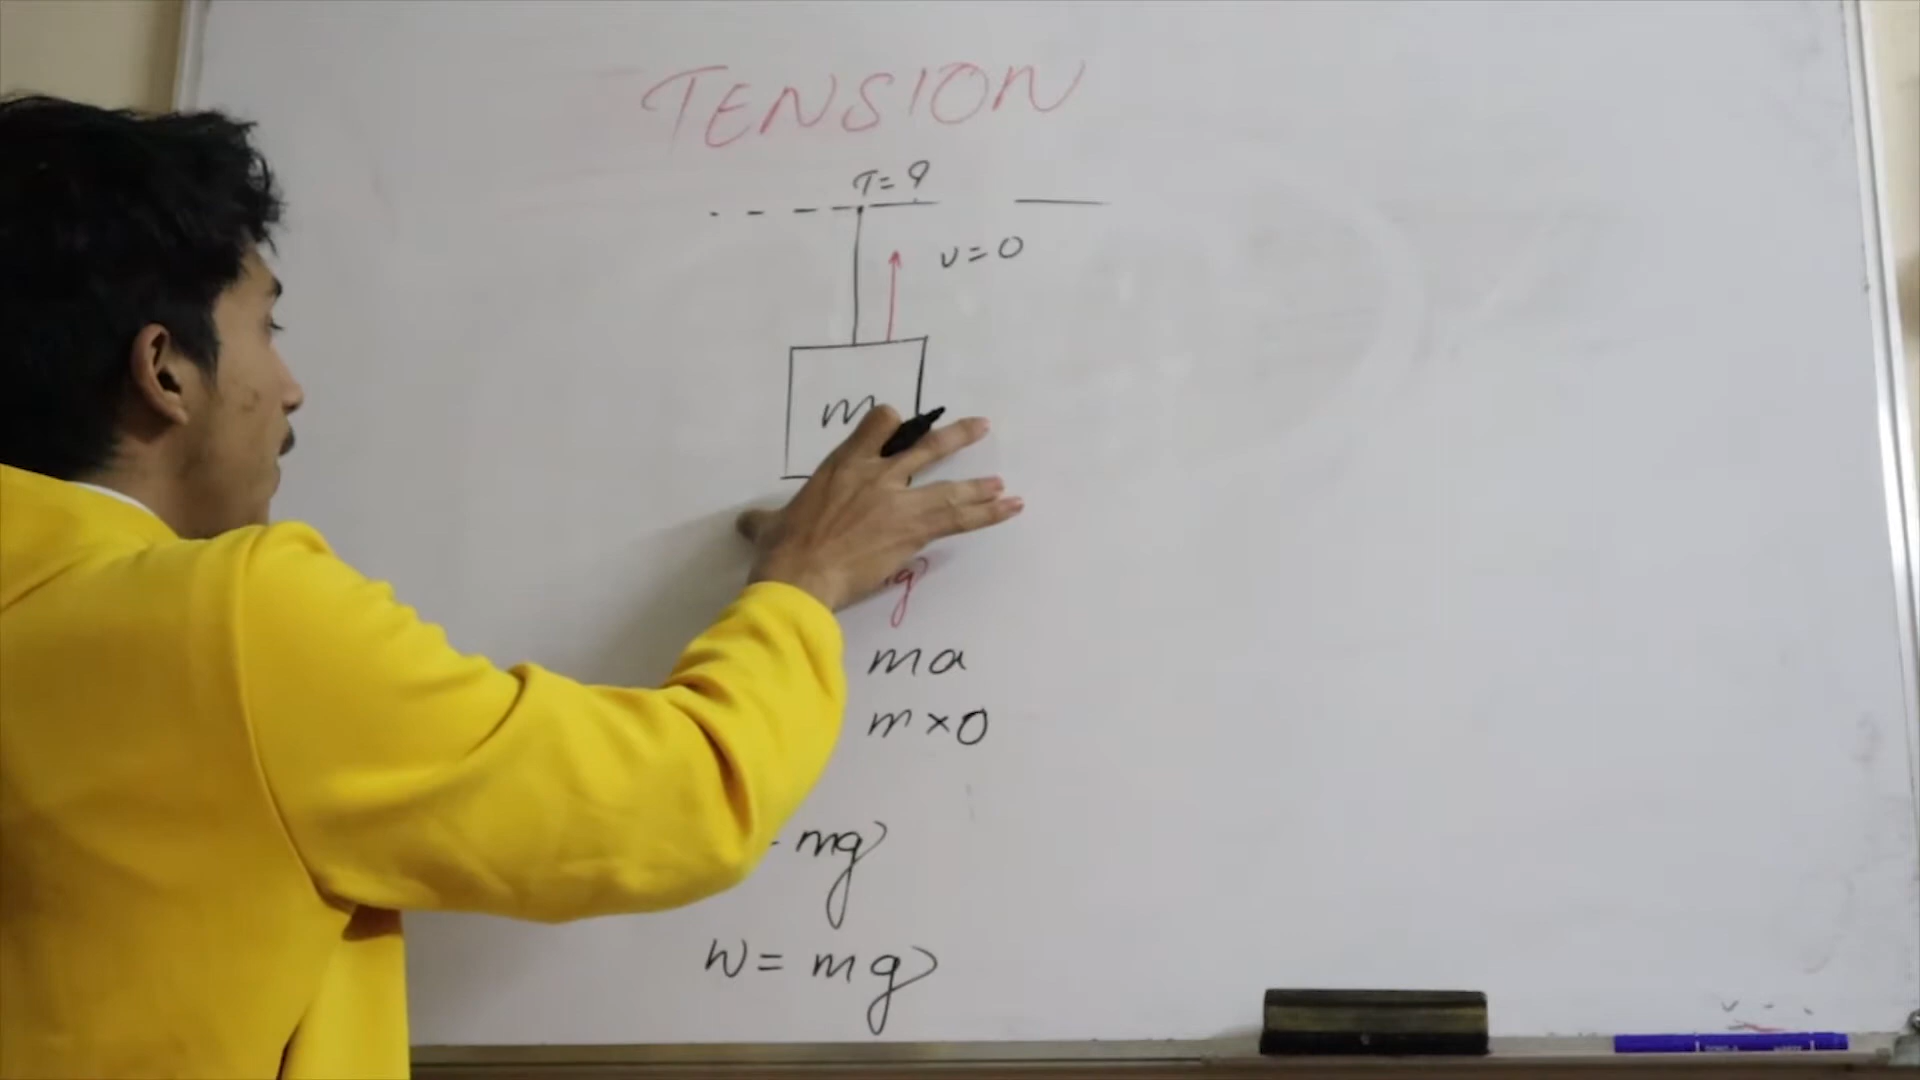 TENSION
T = ?
v = 0
m
g
ma
m × 0
- mg
W = mg